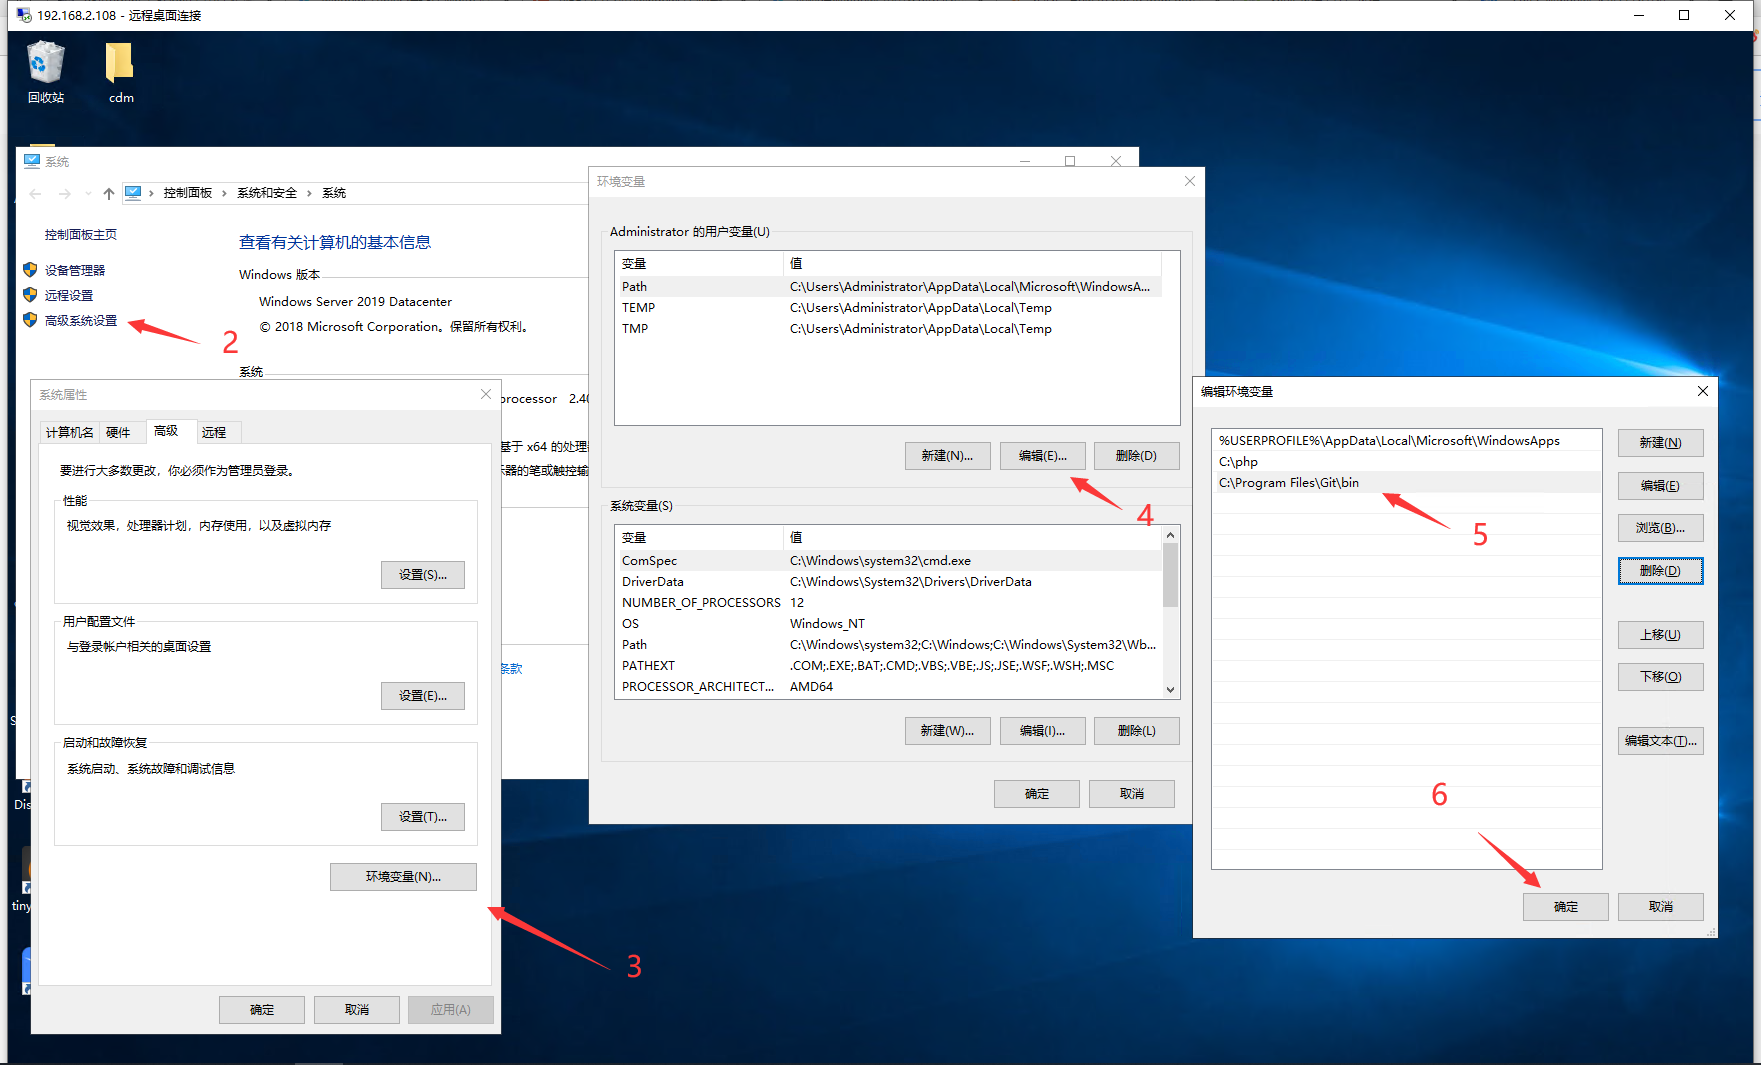 192.168.2.108 - 远程桌面连接
回收站
cdm
系统
控制面板 › 系统和安全 › 系统
控制面板主页
设备管理器
远程设置
高级系统设置
2
查看有关计算机的基本信息
Windows 版本
Windows Server 2019 Datacenter
© 2018 Microsoft Corporation。保留所有权利。
系统
processor 2.40
基于 x64 的处理
示器的笔或触控输
条款
系统属性
计算机名 硬件 高级 远程
要进行大多数更改，你必须作为管理员登录。
性能
视觉效果，处理器计划，内存使用，以及虚拟内存
设置(S)...
用户配置文件
与登录帐户相关的桌面设置
设置(E)...
启动和故障恢复
系统启动、系统故障和调试信息
设置(T)...
环境变量(N)...
3
确定 取消 应用(A)
Dis
tiny
环境变量
Administrator 的用户变量(U)
变量 值
Path C:\Users\Administrator\AppData\Local\Microsoft\WindowsA...
TEMP C:\Users\Administrator\AppData\Local\Temp
TMP C:\Users\Administrator\AppData\Local\Temp
新建(N)... 编辑(E)... 删除(D)
4
系统变量(S)
变量 值
ComSpec C:\Windows\system32\cmd.exe
DriverData C:\Windows\System32\Drivers\DriverData
NUMBER_OF_PROCESSORS 12
OS Windows_NT
Path C:\Windows\system32;C:\Windows;C:\Windows\System32\Wb...
PATHEXT .COM;.EXE;.BAT;.CMD;.VBS;.VBE;.JS;.JSE;.WSF;.WSH;.MSC
PROCESSOR_ARCHITECT... AMD64
新建(W)... 编辑(I)... 删除(L)
确定 取消
编辑环境变量
%USERPROFILE%\AppData\Local\Microsoft\WindowsApps
C:\php
C:\Program Files\Git\bin
5
新建(N)
编辑(E)
浏览(B)...
删除(D)
上移(U)
下移(O)
编辑文本(T)...
6
确定 取消